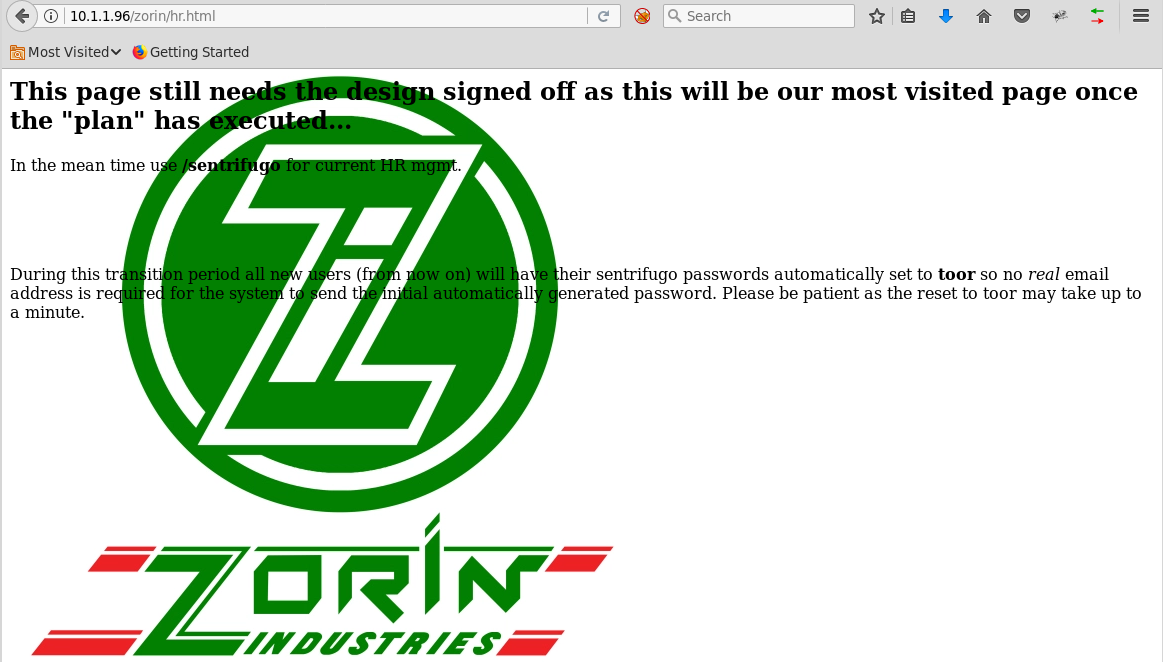 10.1.1.96/zorin/hr.html
Search
Most Visited
Getting Started
This page still needs the design signed off as this will be our most visited page once
the "plan" has executed...
In the mean time use /sentrifugo for current HR mgmt.
During this transition period all new users (from now on) will have their sentrifugo passwords automatically set to toor so no real email
address is required for the system to send the initial automatically generated password. Please be patient as the reset to toor may take up to
a minute.
ZORIN
INDUSTRIES